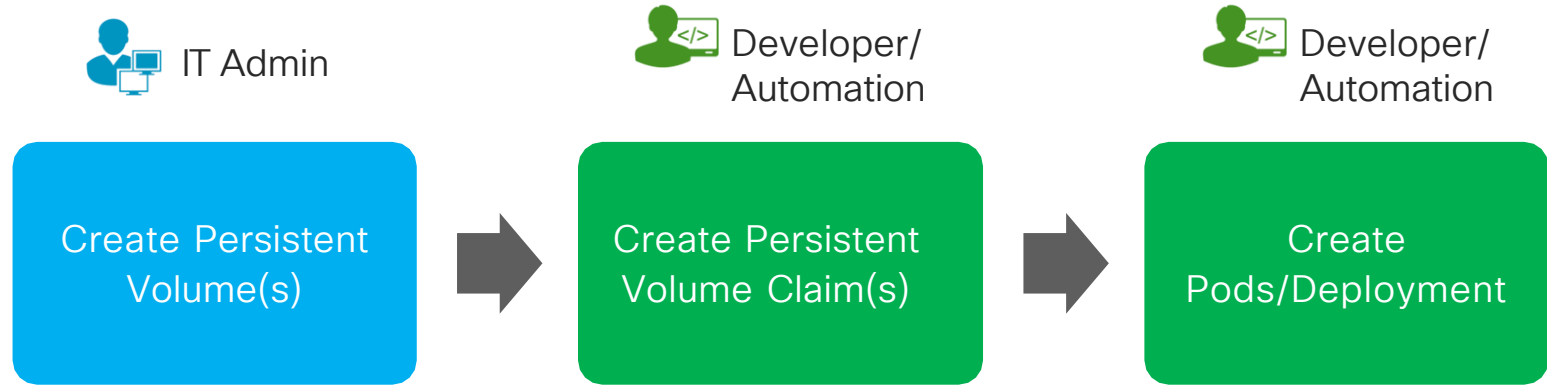 IT Admin
Developer/
Automation
Developer/
Automation
Create Persistent
Volume(s)
Create Persistent
Volume Claim(s)
Create
Pods/Deployment